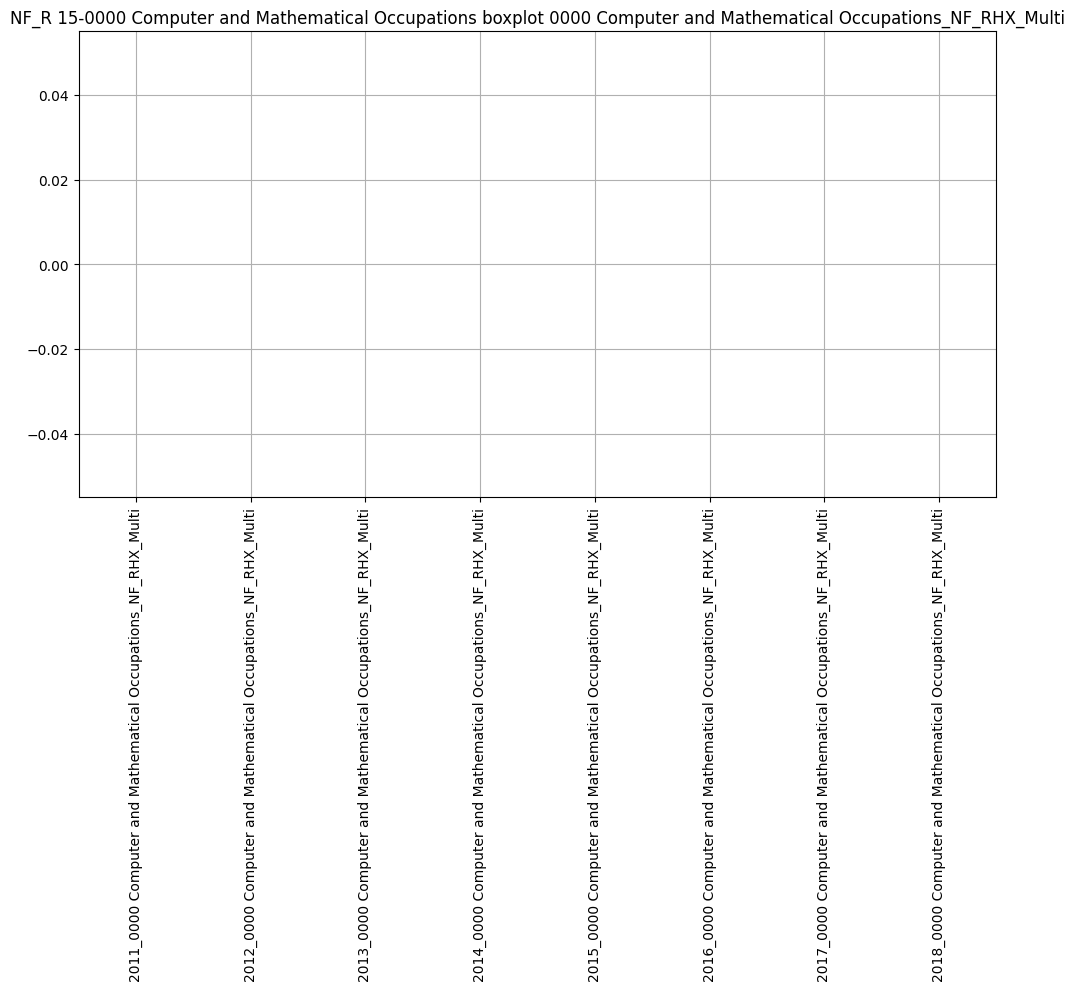 NF_R 15-0000 Computer and Mathematical Occupations boxplot 0000 Computer and Mathematical Occupations_NF_RHX_Multi
0.04
0.02
0.00
−0.02
−0.04
2011_0000 Computer and Mathematical Occupations_NF_RHX_Multi
2012_0000 Computer and Mathematical Occupations_NF_RHX_Multi
2013_0000 Computer and Mathematical Occupations_NF_RHX_Multi
2014_0000 Computer and Mathematical Occupations_NF_RHX_Multi
2015_0000 Computer and Mathematical Occupations_NF_RHX_Multi
2016_0000 Computer and Mathematical Occupations_NF_RHX_Multi
2017_0000 Computer and Mathematical Occupations_NF_RHX_Multi
2018_0000 Computer and Mathematical Occupations_NF_RHX_Multi